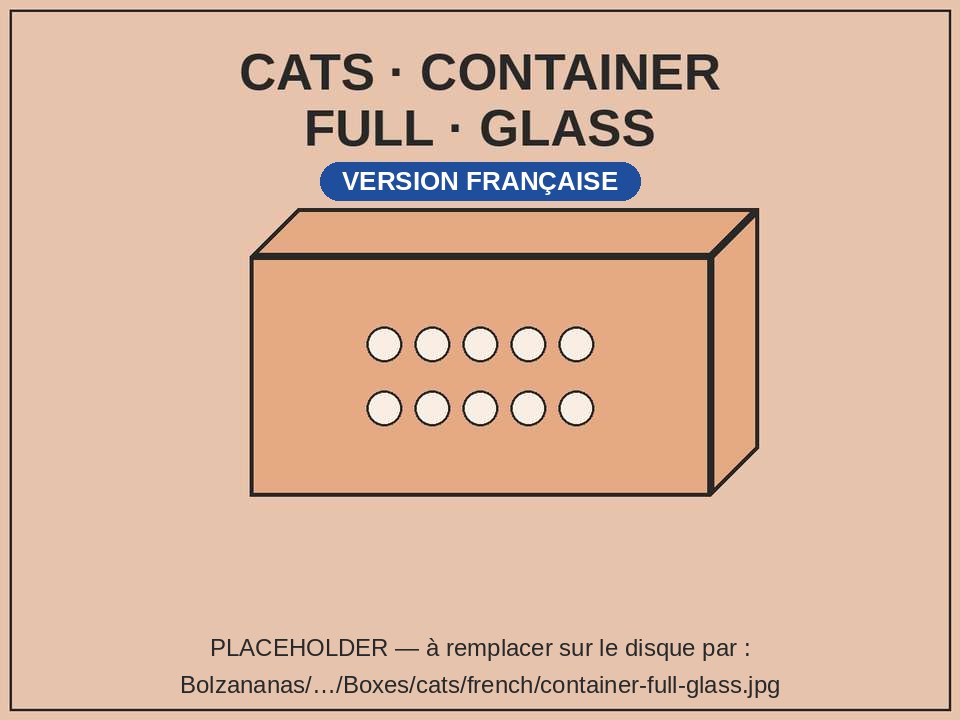 CATS · CONTAINER
FULL · GLASS
VERSION FRANÇAISE
PLACEHOLDER — à remplacer sur le disque par :
Bolzananas/…/Boxes/cats/french/container-full-glass.jpg